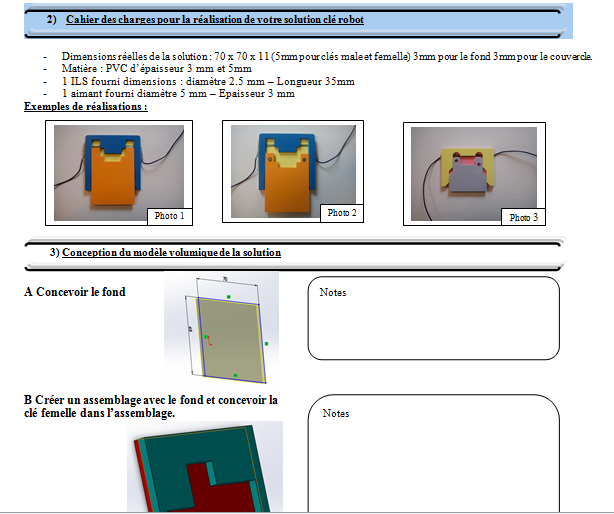 2) Cahier des charges pour la réalisation de votre solution clé robot
- Dimensions réelles de la solution : 70 x 70 x 11 (5mm pour clés male et femelle) 3mm pour le fond 3mm pour le couvercle.
- Matière : PVC d'épaisseur 3 mm et 5mm
- 1 ILS fourni dimensions : diamètre 2.5 mm – Longueur 35mm
- 1 aimant fourni diamètre 5 mm – Epaisseur 3 mm
Exemples de réalisations :
Photo 1
Photo 2
Photo 3
3) Conception du modèle volumique de la solution
A Concevoir le fond
70
Notes
B Créer un assemblage avec le fond et concevoir la
clé femelle dans l'assemblage.
Notes